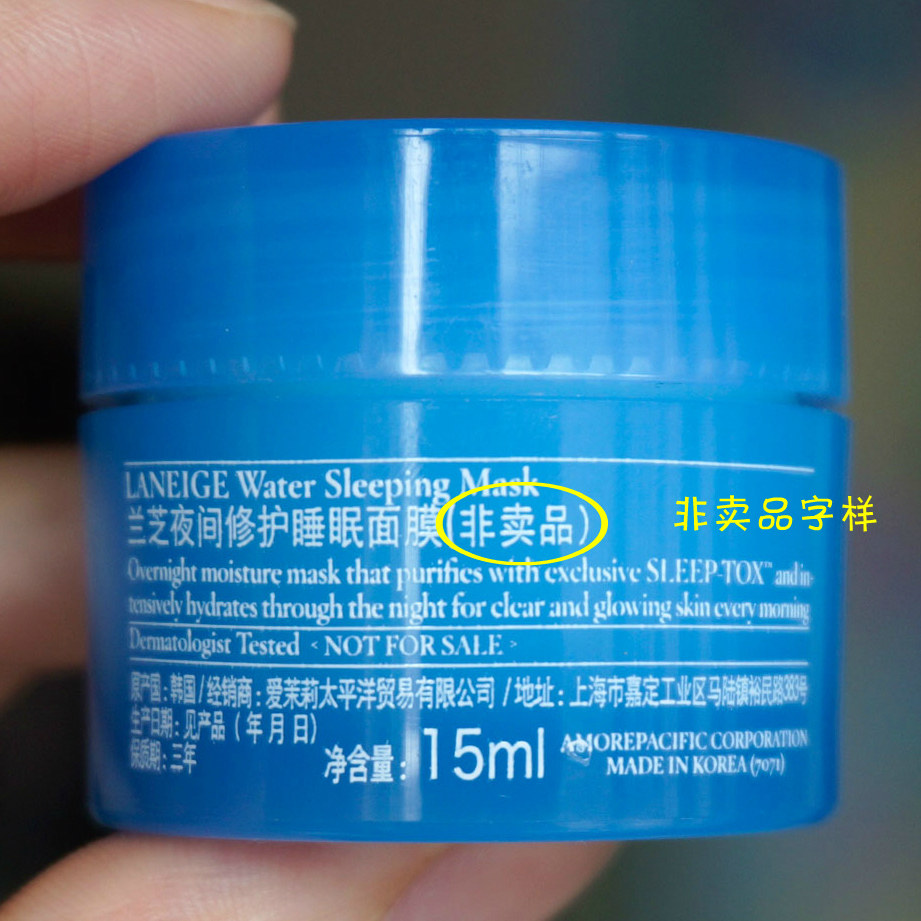 LANEIGE Water Sleeping Mask
兰芝夜间修护睡眠面膜(非卖品)
非卖品字样
Overnight moisture mask that purifies with exclusive SLEEP-TOX™ and in-
tensively hydrates through the night for clear and glowing skin every morning
Dermatologist Tested <NOT FOR SALE>
原产国:韩国/经销商:爱茉莉太平洋贸易有限公司/地址:上海市嘉定工业区马陆镇裕民路383号
生产日期:见产品(年月日)
保质期:三年
净含量:15ml
AMOREPACIFIC CORPORATION
MADE IN KOREA (7071)